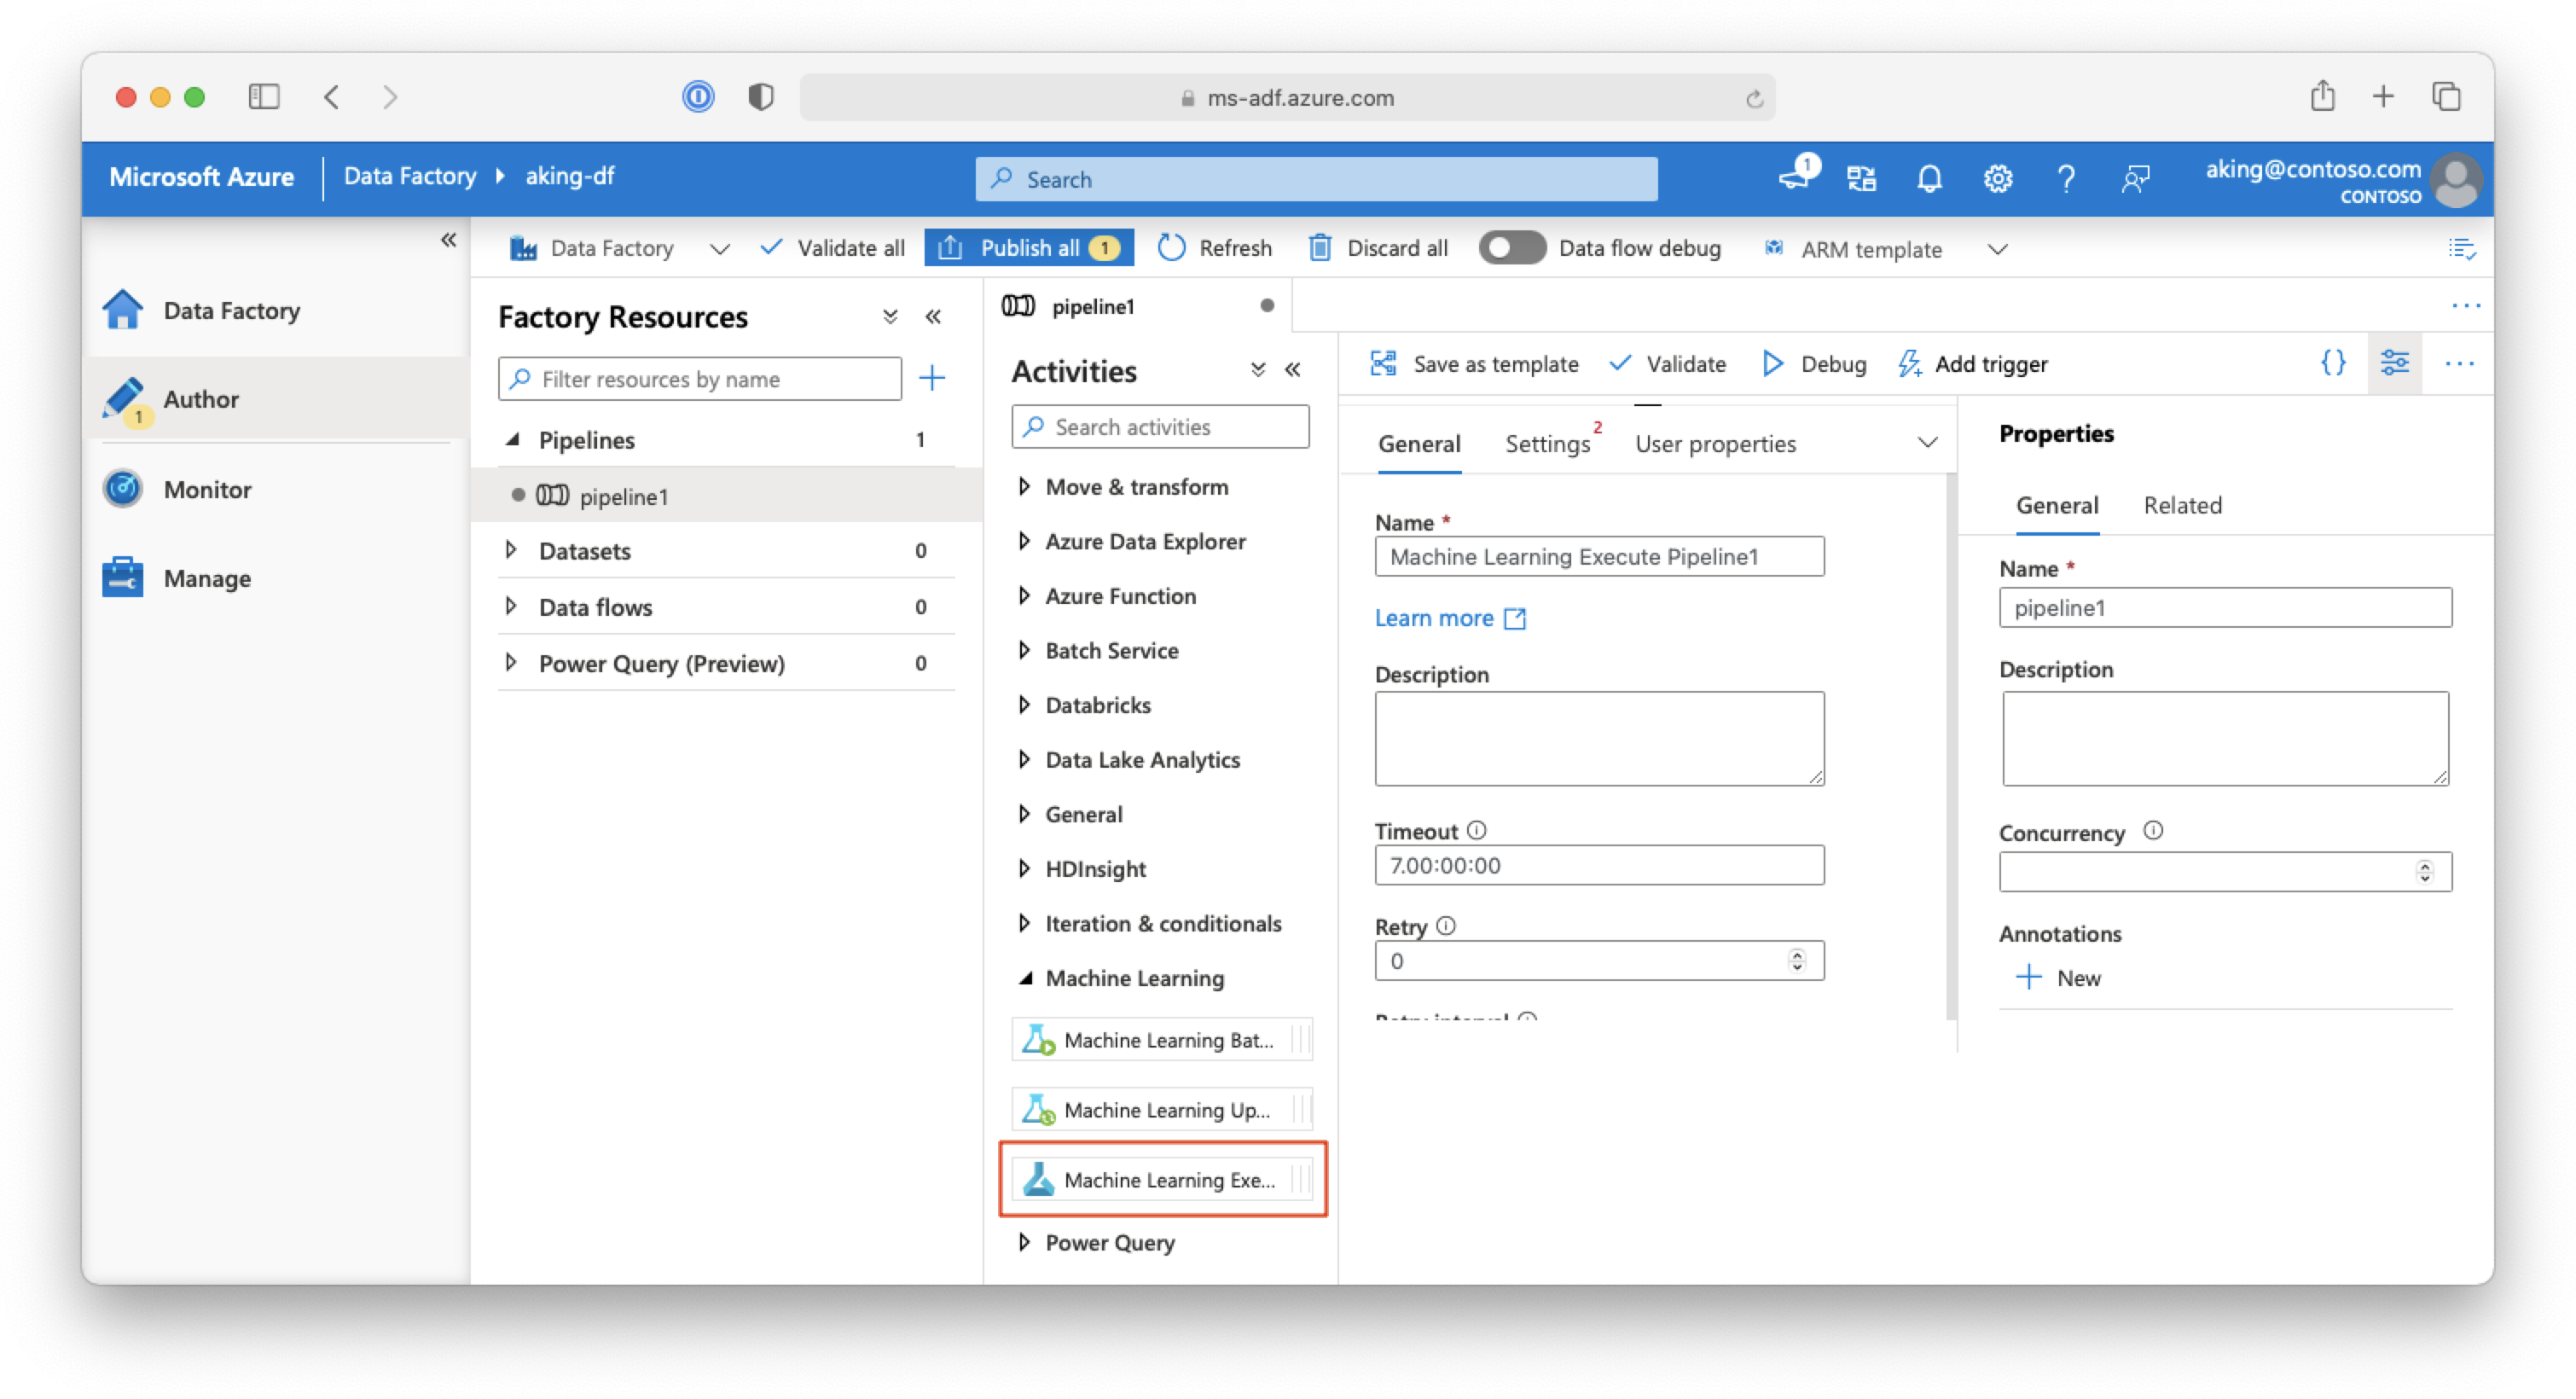 ms-adf.azure.com
Microsoft Azure
Data Factory
aking-df
Search
1
aking@contoso.com
CONTOSO
Data Factory
Validate all
Publish all
1
Refresh
Discard all
Data flow debug
ARM template
Data Factory
Author
1
Monitor
Manage
Factory Resources
Filter resources by name
Pipelines
1
pipeline1
Datasets
0
Data flows
0
Power Query (Preview)
0
pipeline1
Activities
Search activities
Move & transform
Azure Data Explorer
Azure Function
Batch Service
Databricks
Data Lake Analytics
General
HDInsight
Iteration & conditionals
Machine Learning
Machine Learning Bat...
Machine Learning Up...
Machine Learning Exe...
Power Query
Save as template
Validate
Debug
Add trigger
General
Settings 2
User properties
Name *
Machine Learning Execute Pipeline1
Learn more
Description
Timeout
7.00:00:00
Retry
0
Retry interval
Properties
General
Related
Name *
pipeline1
Description
Concurrency
Annotations
New